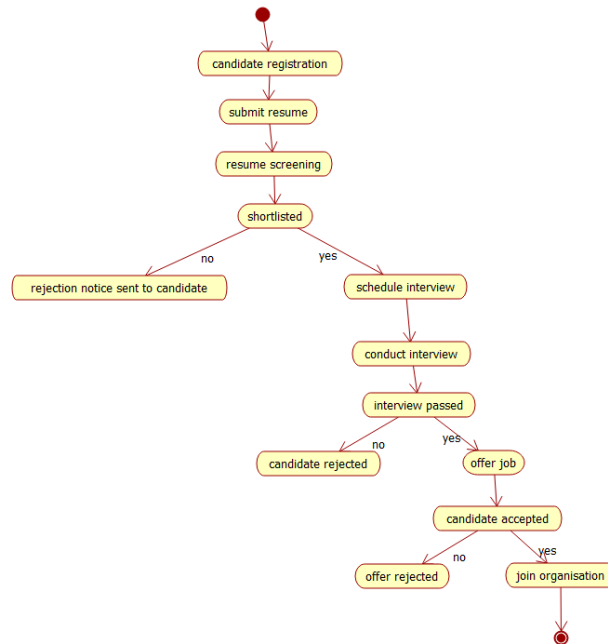 candidate registration
submit resume
resume screening
shortlisted
no
yes
rejection notice sent to candidate
schedule interview
conduct interview
interview passed
no
yes
candidate rejected
offer job
candidate accepted
no
yes
offer rejected
join organisation